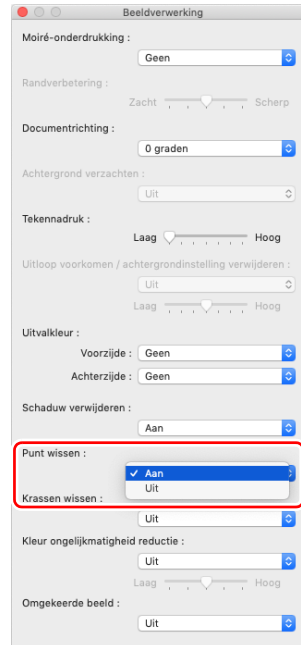 Beeldverwerking
Moiré-onderdrukking :
Geen
Randverbetering :
Zacht Scherp
Documentrichting :
0 graden
Achtergrond verzachten :
Uit
Tekennadruk :
Laag Hoog
Uitloop voorkomen / achtergrondinstelling verwijderen :
Uit
Laag Hoog
Uitvalkleur :
Voorzijde : Geen
Achterzijde : Geen
Schaduw verwijderen :
Aan
Punt wissen :
✓ Aan
Uit
Krassen wissen :
Uit
Kleur ongelijkmatigheid reductie :
Uit
Laag Hoog
Omgekeerde beeld :
Uit